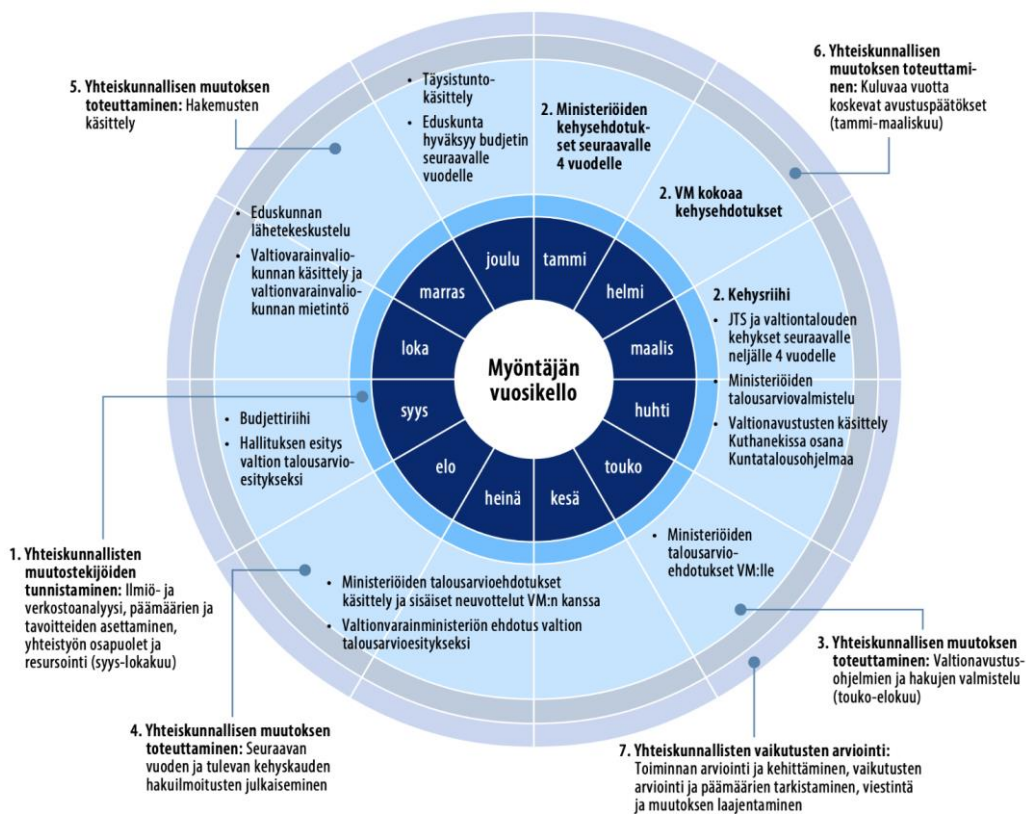 5. Yhteiskunnallisen muutoksen
toteuttaminen: Hakemusten
käsittely
• Täysistunto-
käsittely
• Eduskunta
hyväksyy budjetin
seuraavalle
vuodelle
2. Ministeriöiden
kehysehdotuk-
set seuraavalle
4 vuodelle
6. Yhteiskunnallisen
muutoksen toteuttami-
nen: Kuluvaa vuotta
koskevat avustuspäätökset
(tammi-maaliskuu)
2. VM kokoaa
kehysehdotukset
• Eduskunnan
lähetekeskustelu
• Valtiovarainvalio-
kunnan käsittely ja
valtionvarainvalio-
kunnan mietintö
2. Kehysriihi
• JTS ja valtiontalouden
kehykset seuraavalle
neljälle 4 vuodelle
• Ministeriöiden
talousarviovalmistelu
• Valtionavustusten käsittely
Kuthanekissa osana
Kuntatalousohjelmaa
joulu
tammi
marras
helmi
loka
maalis
Myöntäjän
vuosikello
syys
huhti
elo
touko
heinä
kesä
• Budjettiriihi
• Hallituksen esitys
valtion talousarvio-
esitykseksi
• Ministeriöiden
talousarvio-
ehdotukset VM:lle
1. Yhteiskunnallisten
muutostekijöiden
tunnistaminen: Ilmiö- ja
verkostoanalyysi, päämäärien ja
tavoitteiden asettaminen,
yhteistyön osapuolet ja
resursointi (syys-lokakuu)
• Ministeriöiden talousarvioehdotukset
käsittely ja sisäiset neuvottelut VM:n kanssa
• Valtionvarainministeriön ehdotus valtion
talousarvioesitykseksi
3. Yhteiskunnallisen muutoksen
toteuttaminen: Valtionavustus-
ohjelmien ja hakujen valmistelu
(touko-elokuu)
4. Yhteiskunnallisen muutoksen
toteuttaminen: Seuraavan
vuoden ja tulevan kehyskauden
hakuilmoitusten julkaiseminen
7. Yhteiskunnallisten vaikutusten arviointi:
Toiminnan arviointi ja kehittäminen, vaikutusten
arviointi ja päämäärien tarkistaminen, viestintä
ja muutoksen laajentaminen